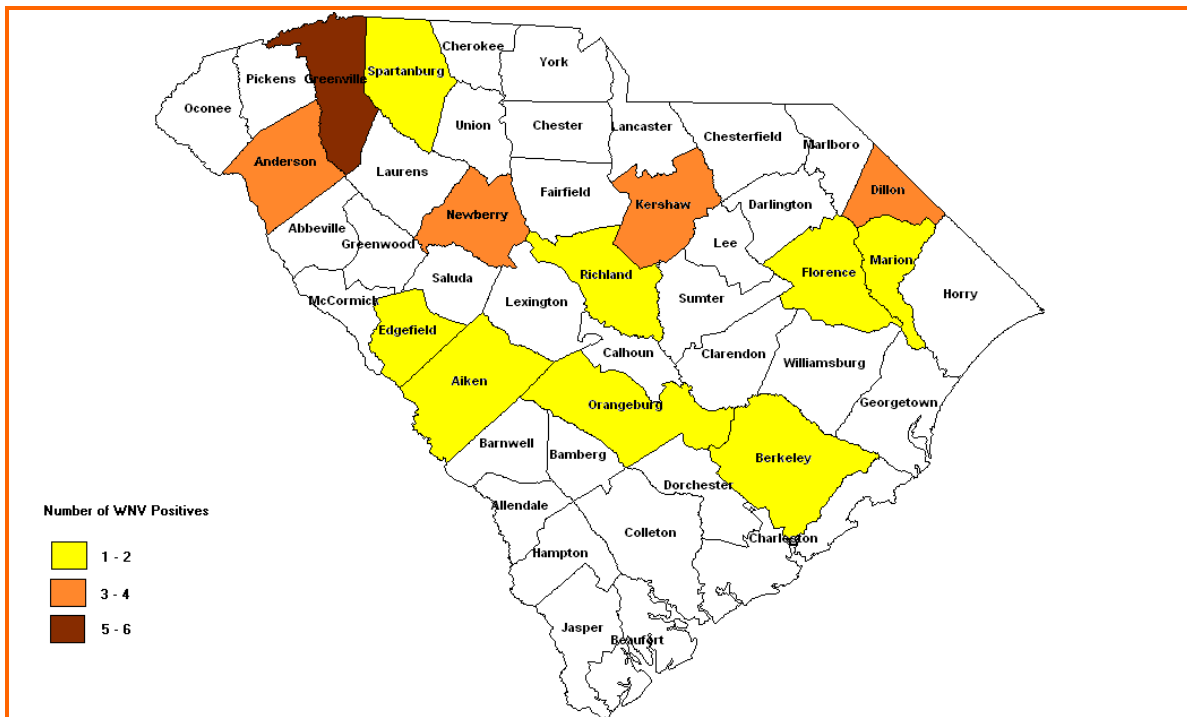 Cherokee
York
Spartanburg
Greenville
Pickens
Oconee
Union
Chester
Lancaster
Chesterfield
Marlboro
Anderson
Laurens
Fairfield
Kershaw
Dillon
Newberry
Darlington
Abbeville
Greenwood
Lee
Richland
Florence
Marion
Saluda
Horry
McCormick
Lexington
Sumter
Edgefield
Calhoun
Clarendon
Williamsburg
Aiken
Orangeburg
Georgetown
Barnwell
Bamberg
Berkeley
Dorchester
Allendale
Number of WNV Positives
Colleton
Charleston
Hampton
1 - 2
3 - 4
5 - 6
Jasper
Beaufort